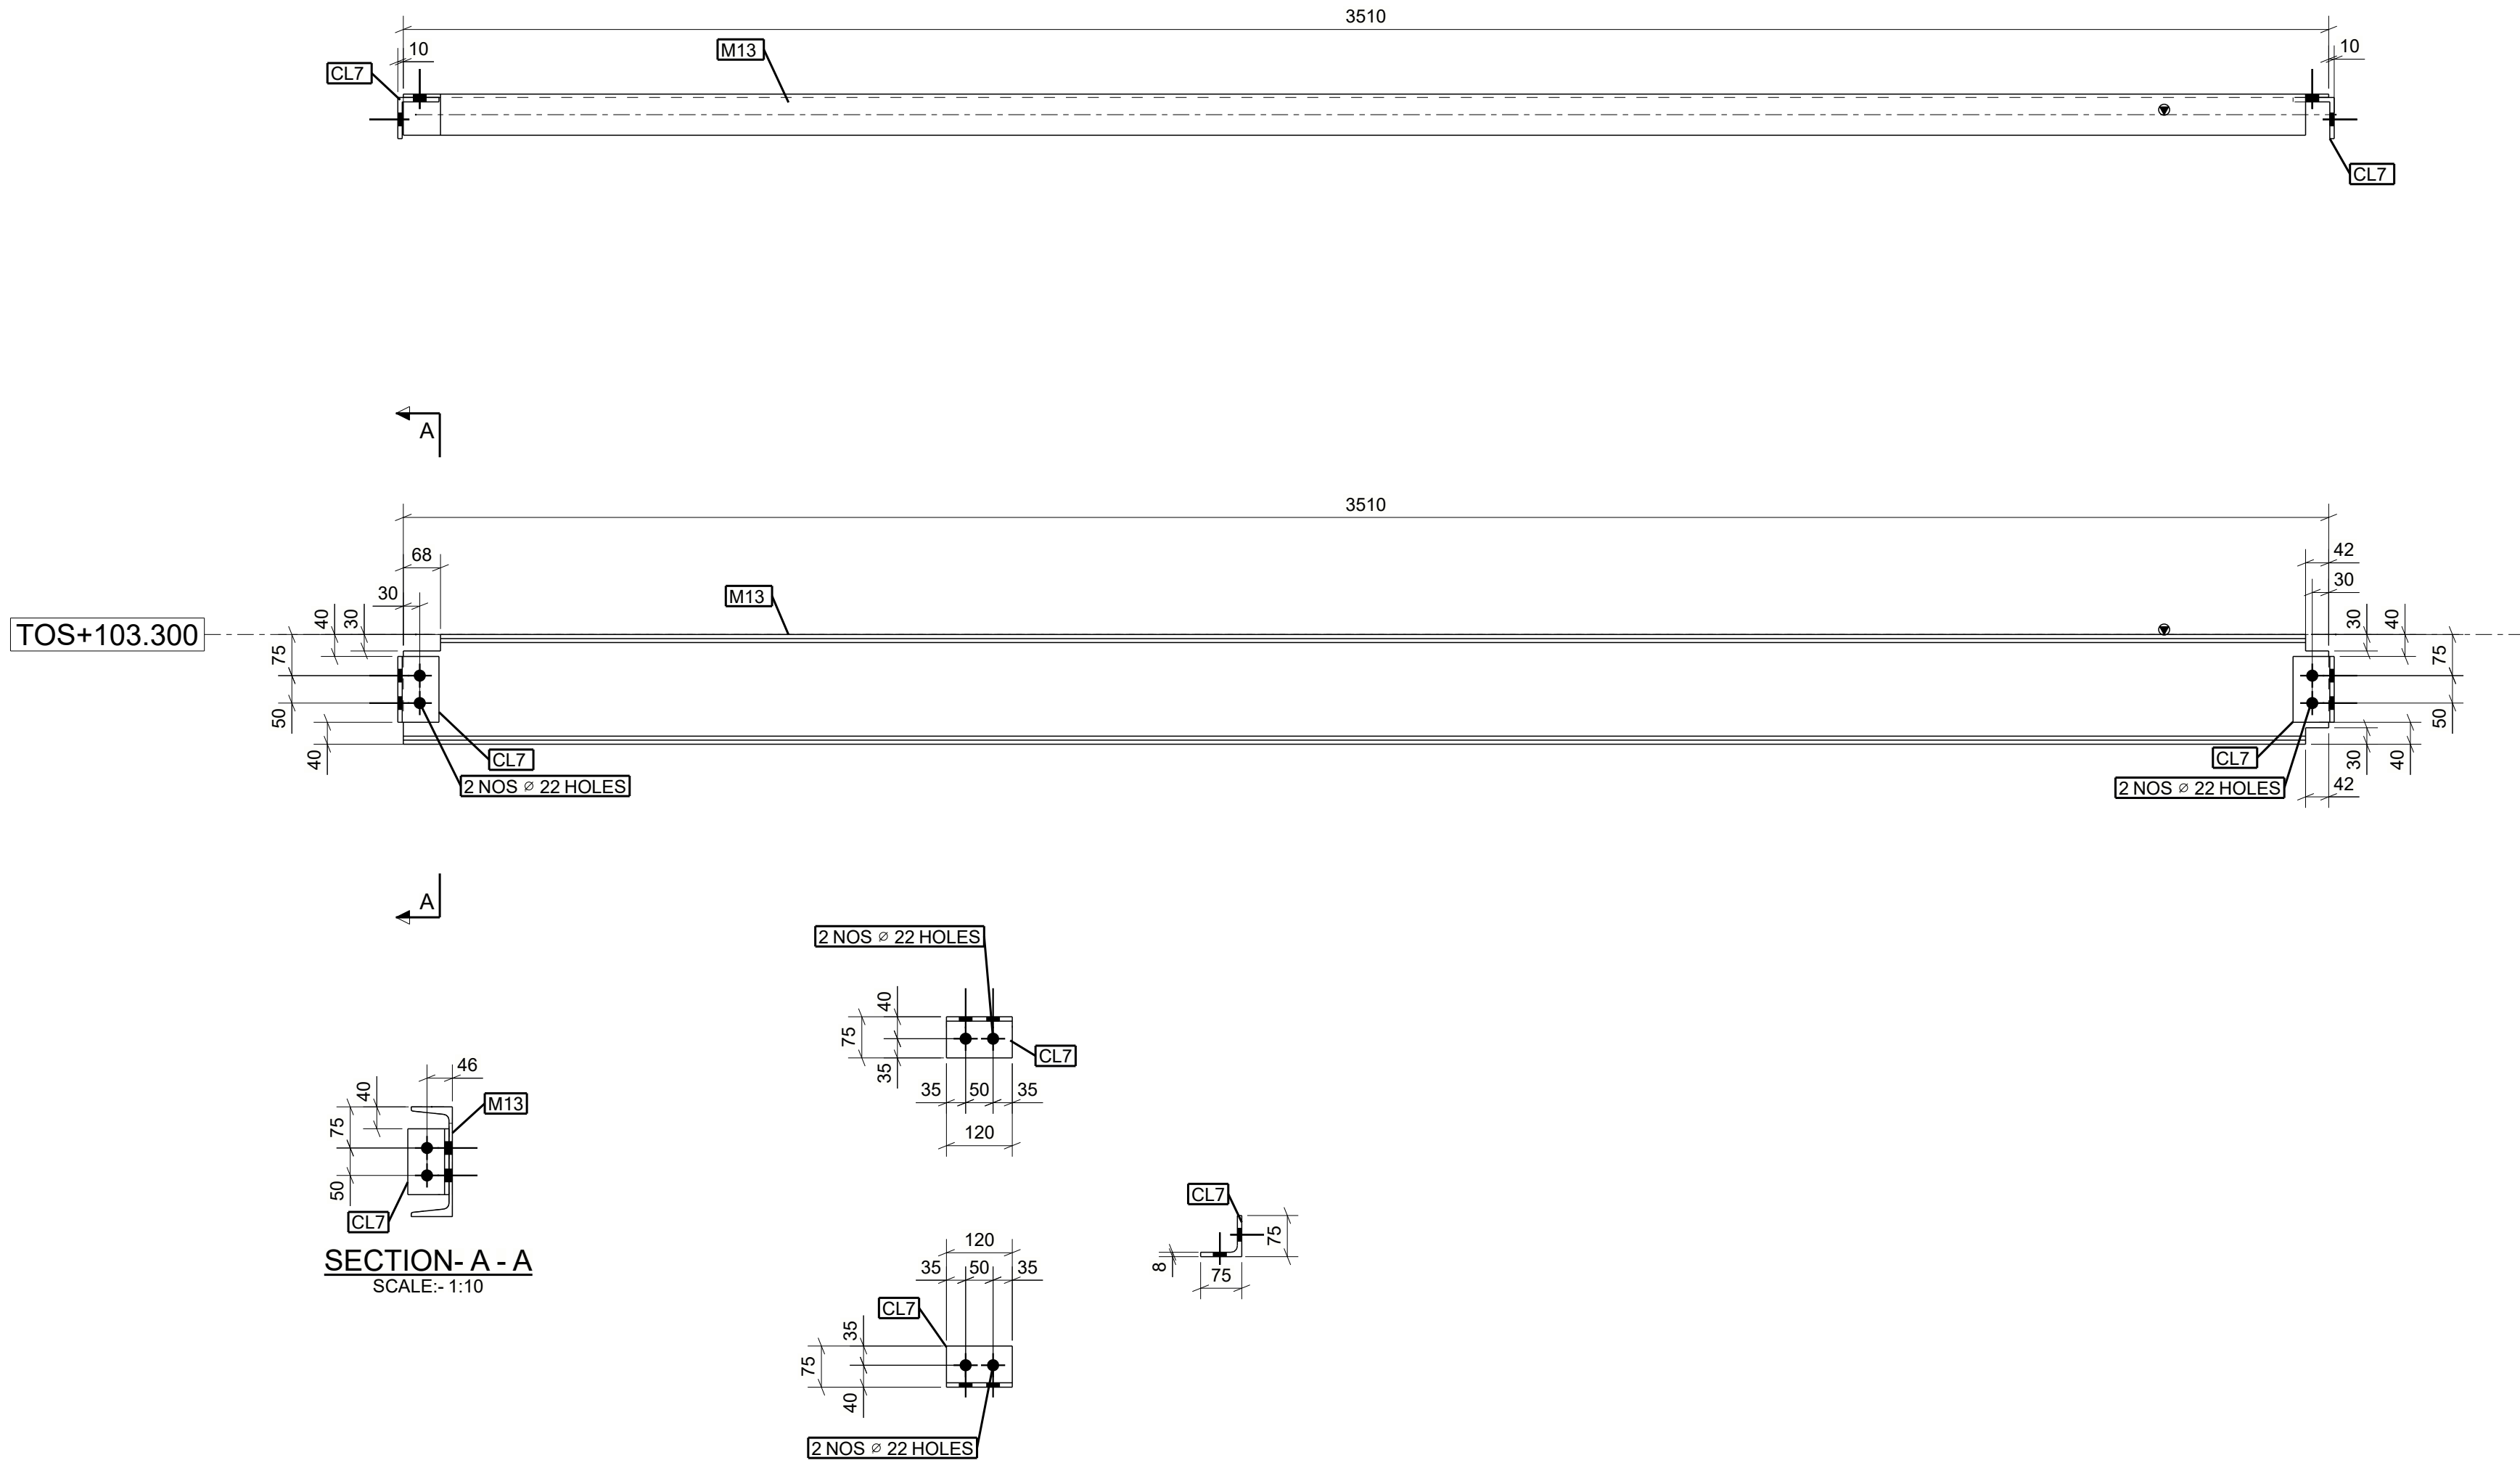 3510
10
M13
10
CL7
CL7
A
3510
68
42
30
30
M13
40
30
30
40
TOS+103.300
75
75
50
50
CL7
CL7
40
30
40
2 NOS ⌀ 22 HOLES
2 NOS ⌀ 22 HOLES
42
A
2 NOS ⌀ 22 HOLES
40
75
CL7
35
46
35
50
35
40
M13
75
120
50
CL7
CL7
75
120
SECTION- A - A
35
50
35
8
75
SCALE:- 1:10
CL7
35
75
40
2 NOS ⌀ 22 HOLES